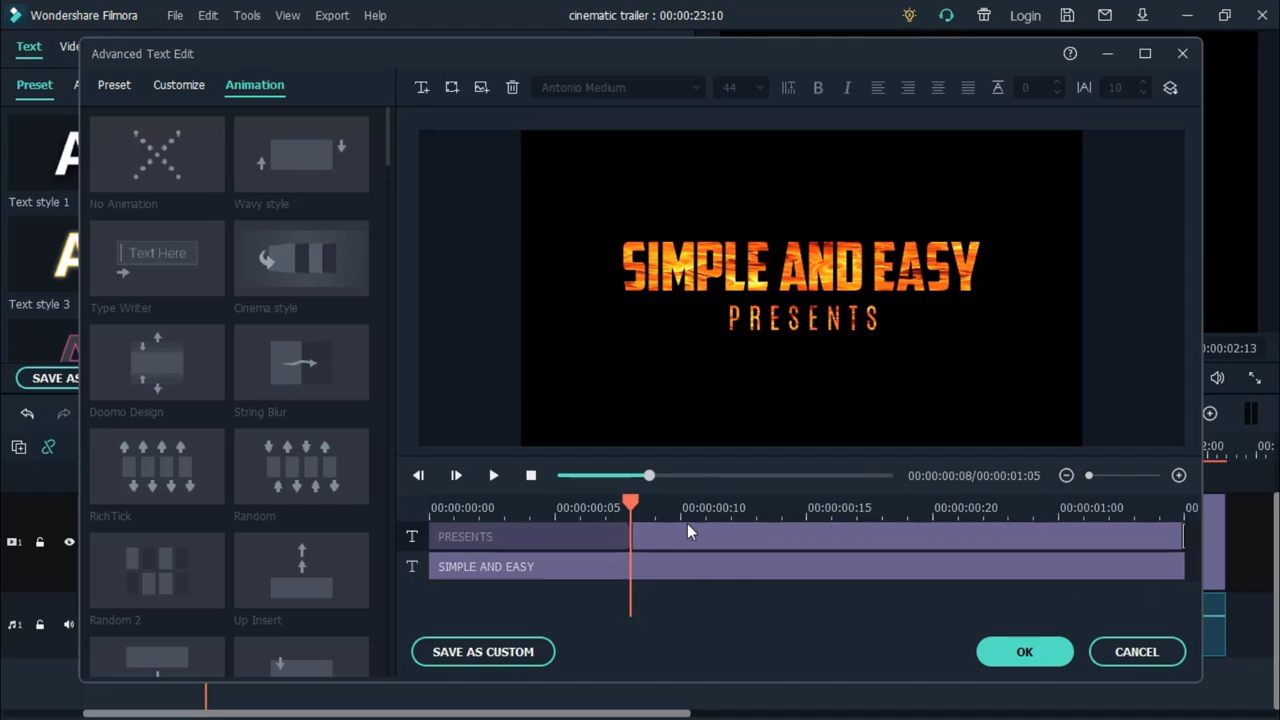 Wondershare Filmora
File Edit Tools View Export Help
cinematic trailer : 00:00:23:10
Login
Text
Preset
Text style 1
Text style 3
SAVE AS
Advanced Text Edit
Preset Customize Animation
No Animation
Wavy style
Text Here
Type Writer
Cinema style
Doomo Design
String Blur
RichTick
Random
Random 2
Up Insert
Antonio Medium 44 B I 0 10
SIMPLE AND EASY
PRESENTS
00:00:00:08/00:00:01:05
00:00:00:00 00:00:00:05 00:00:00:10 00:00:00:15 00:00:00:20 00:00:01:00 00
T PRESENTS
T SIMPLE AND EASY
SAVE AS CUSTOM
OK
CANCEL
1
1